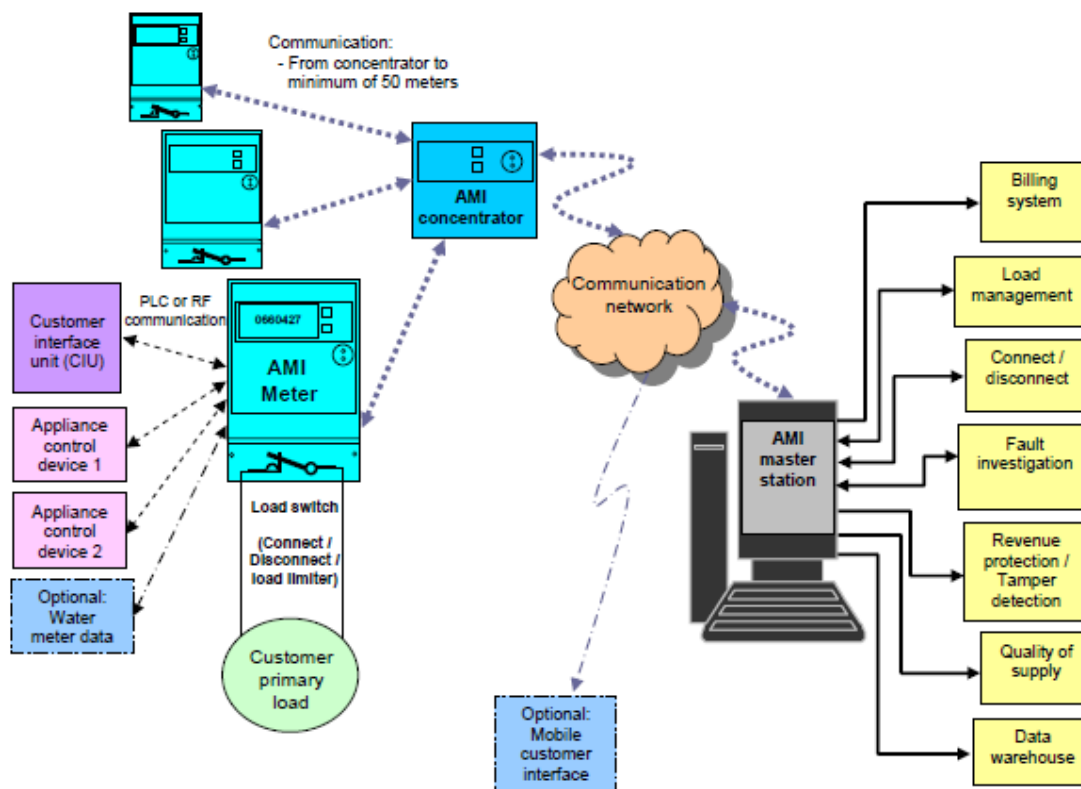 Communication:
- From concentrator to
minimum of 50 meters
AMI
concentrator
Communication
network
Customer
interface
unit (CIU)
PLC or RF
communication
0660427
AMI
Meter
Appliance
control
device 1
Appliance
control
device 2
Optional:
Water
meter data
Load switch
(Connect /
Disconnect /
load limiter)
Customer
primary
load
Optional:
Mobile
customer
interface
AMI
master
station
Billing
system
Load
management
Connect /
disconnect
Fault
investigation
Revenue
protection /
Tamper
detection
Quality of
supply
Data
warehouse